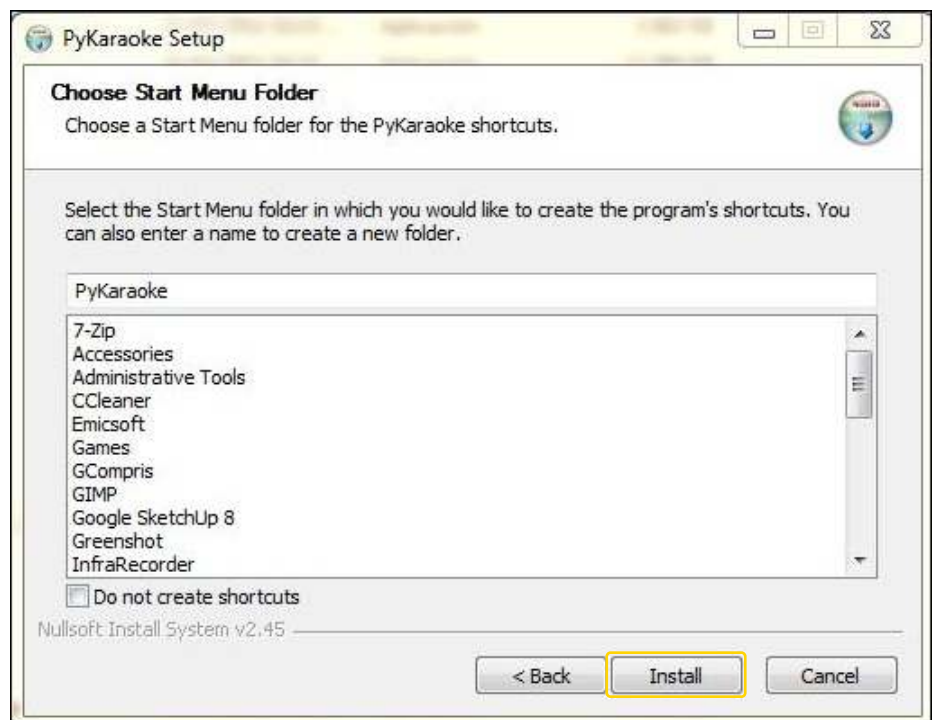 PyKaraoke Setup
Choose Start Menu Folder
Choose a Start Menu folder for the PyKaraoke shortcuts.
Select the Start Menu folder in which you would like to create the program's shortcuts. You
can also enter a name to create a new folder.
PyKaraoke
7-Zip
Accessories
Administrative Tools
CCleaner
Emicsoft
Games
GCompris
GIMP
Google SketchUp 8
Greenshot
InfraRecorder
Do not create shortcuts
Nullsoft Install System v2.45
< Back
Install
Cancel